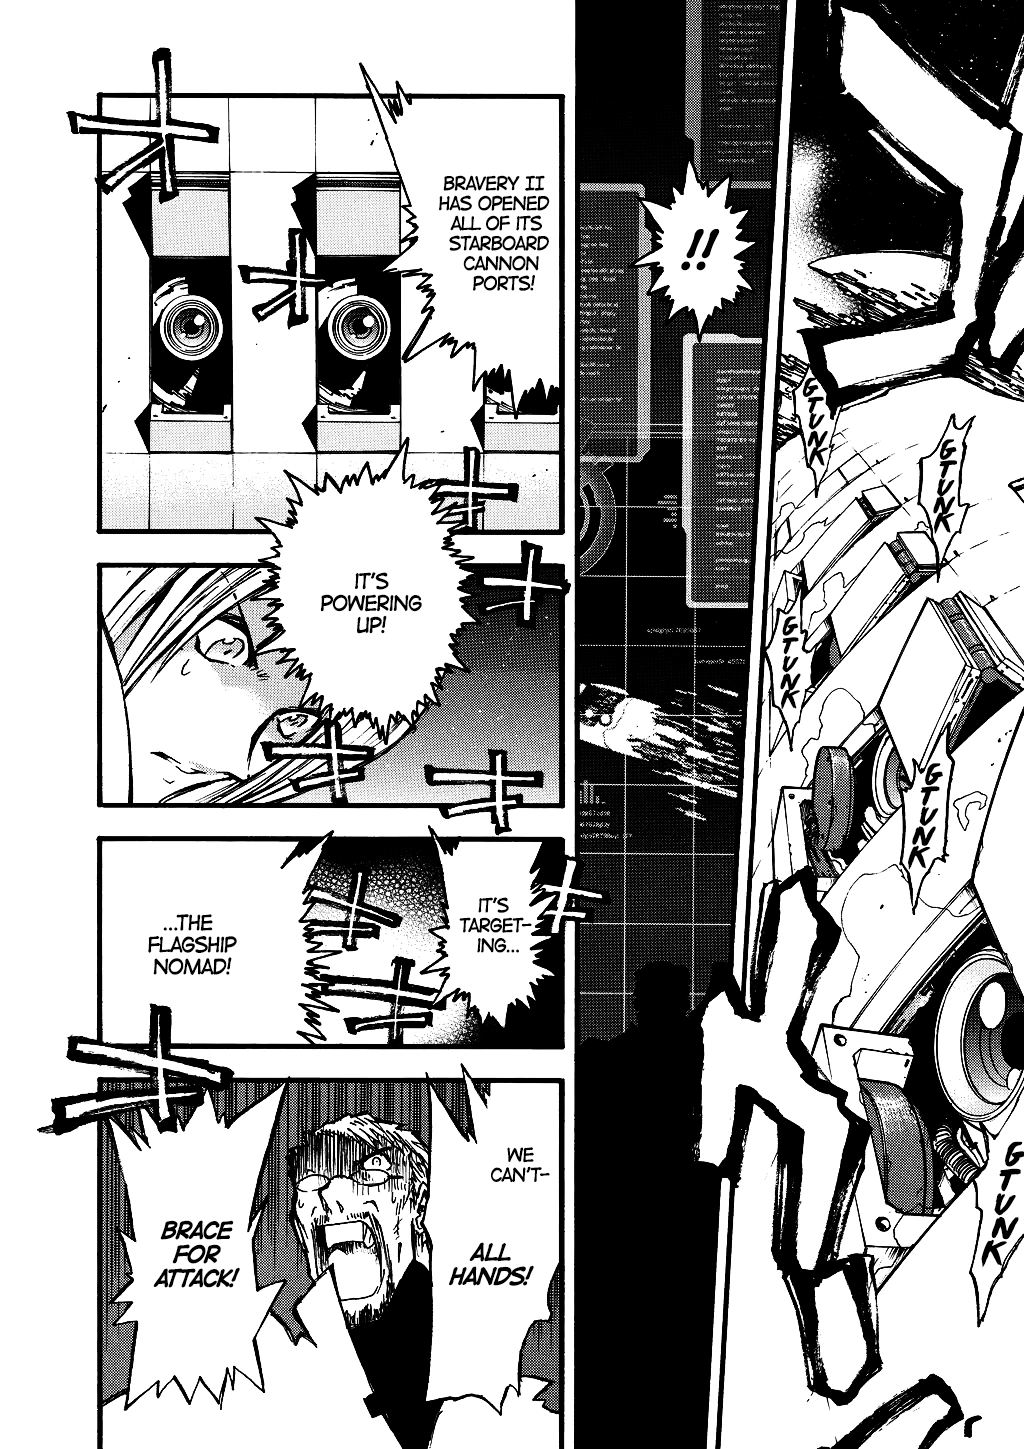 GTUNK
GTUNK
GTUNK
GTUNK
GTUNK
!!
BRAVERY II
HAS OPENED
ALL OF ITS
STARBOARD
CANNON
PORTS!
IT'S
POWERING
UP!
IT'S
TARGET-
ING...
...THE
FLAGSHIP
NOMAD!
WE
CAN'T-
ALL
HANDS!
BRACE
FOR
ATTACK!